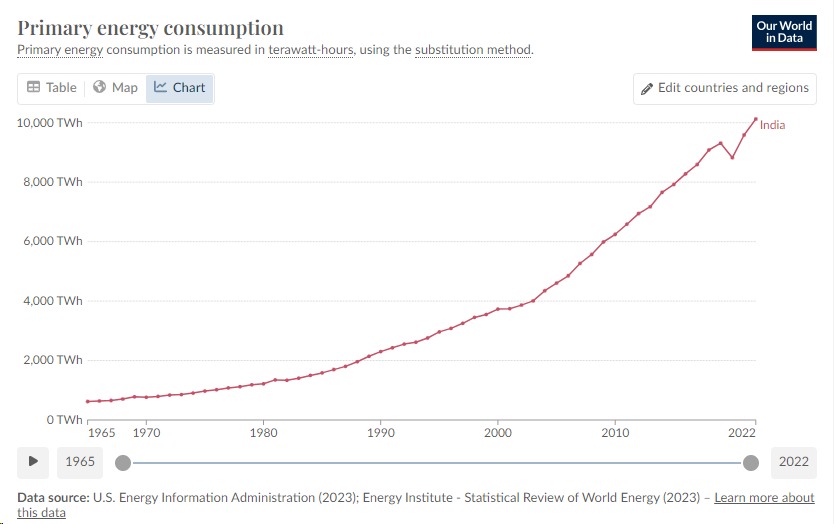 Primary energy consumption
Primary energy consumption is measured in terawatt-hours, using the substitution method.
Our World
in Data
Table
Map
Chart
Edit countries and regions
10,000 TWh
8,000 TWh
6,000 TWh
4,000 TWh
2,000 TWh
0 TWh
India
1965 1970 1980 1990 2000 2010 2022
1965 2022
Data source: U.S. Energy Information Administration (2023); Energy Institute - Statistical Review of World Energy (2023) – Learn more about
this data